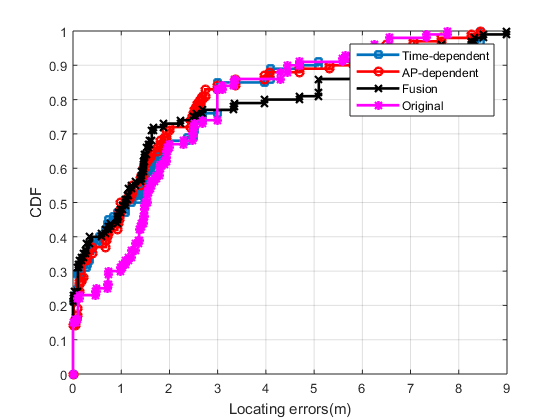 1
0.9
0.8
0.7
0.6
0.5
0.4
0.3
0.2
0.1
0
CDF
Time-dependent
AP-dependent
Fusion
Original
0 1 2 3 4 5 6 7 8 9
Locating errors(m)